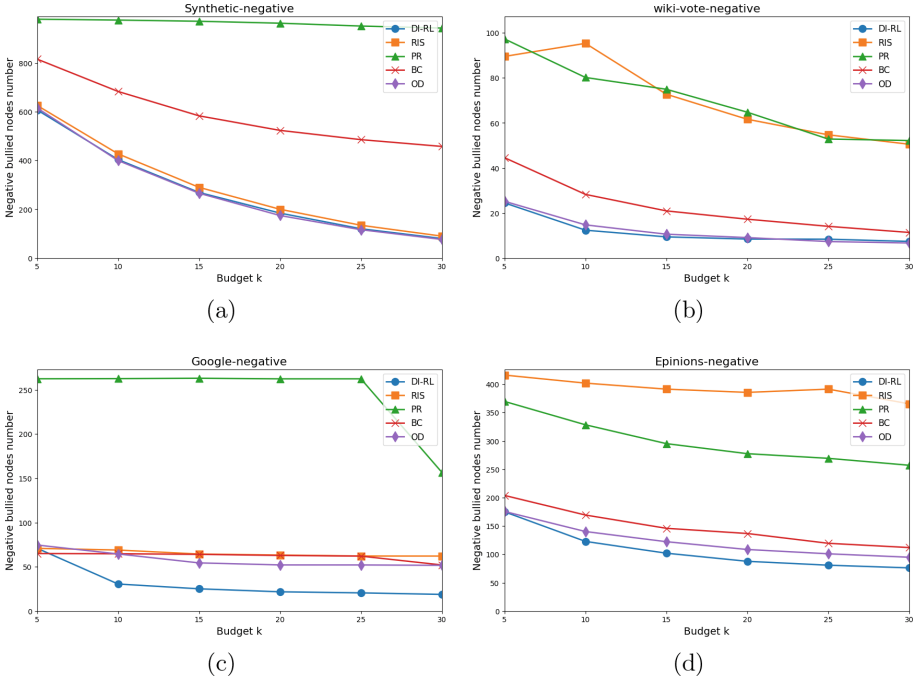 Synthetic-negative
Negative bullied nodes number
800
600
400
200
0
5 10 15 20 25 30
Budget k
DI-RL
RIS
PR
BC
OD
(a)
wiki-vote-negative
Negative bullied nodes number
100
80
60
40
20
0
5 10 15 20 25 30
Budget k
DI-RL
RIS
PR
BC
OD
(b)
Google-negative
Negative bullied nodes number
250
200
150
100
50
0
5 10 15 20 25 30
Budget k
DI-RL
RIS
PR
BC
OD
(c)
Epinions-negative
Negative bullied nodes number
400
350
300
250
200
150
100
50
0
5 10 15 20 25 30
Budget k
DI-RL
RIS
PR
BC
OD
(d)